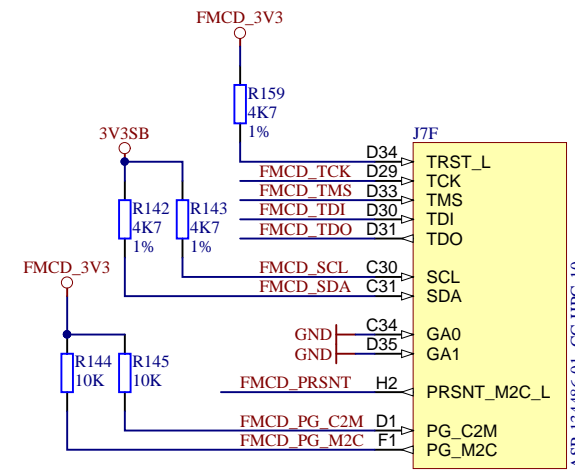 FMCD_3V3
R159
4K7
1%
3V3SB
J7F
D34
TRST_L
FMCD_TCK
D29
TCK
FMCD_TMS
D33
TMS
R142
4K7
1%
R143
4K7
1%
FMCD_TDI
D30
TDI
FMCD_TDO
D31
TDO
FMCD_SCL
C30
SCL
FMCD_SDA
C31
SDA
FMCD_3V3
GND
C34
GA0
GND
D35
GA1
R144
10K
R145
10K
FMCD_PRSNT
H2
PRSNT_M2C_L
FMCD_PG_C2M
D1
PG_C2M
FMCD_PG_M2C
F1
PG_M2C